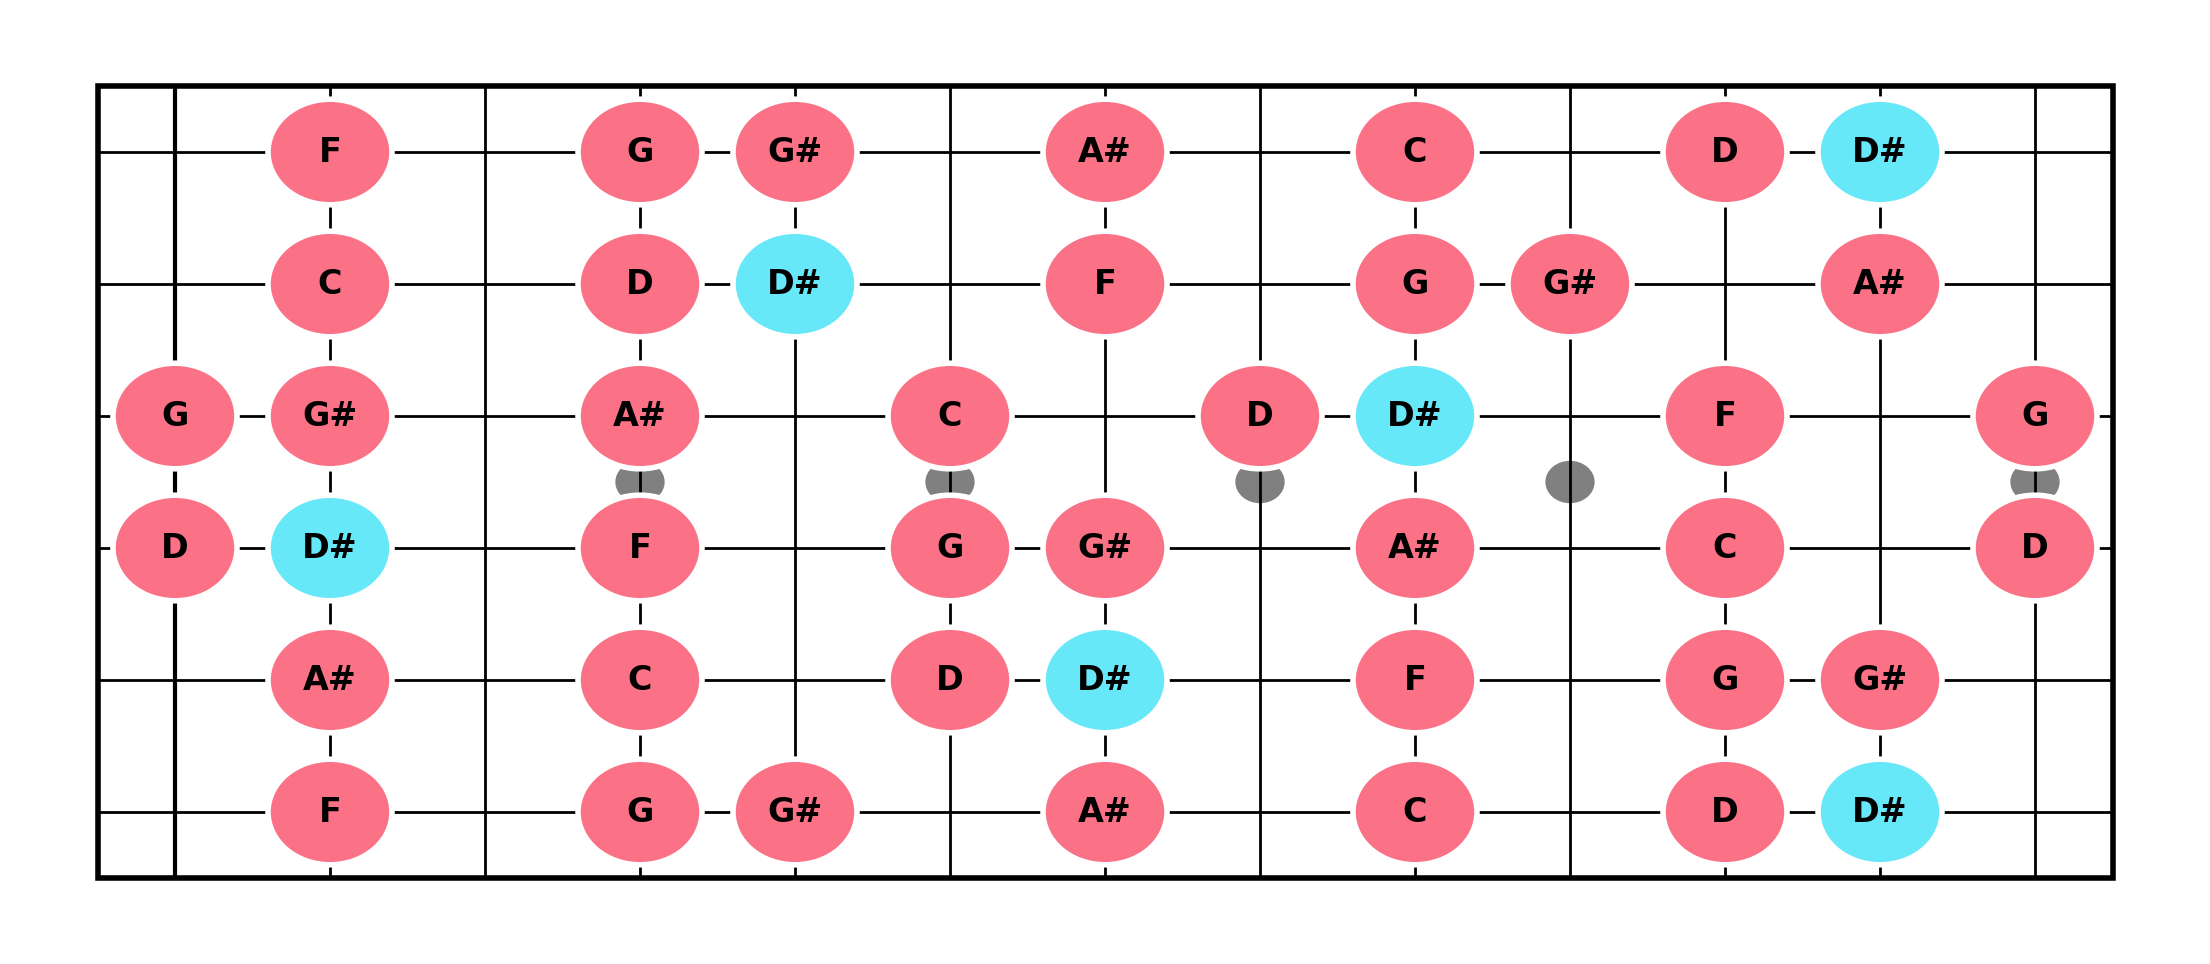 F G G# A# C D D#
C D D# F G G# A#
G G# A# C D D# F G
D D# F G G# A# C D
A# C D D# F G G#
F G G# A# C D D#